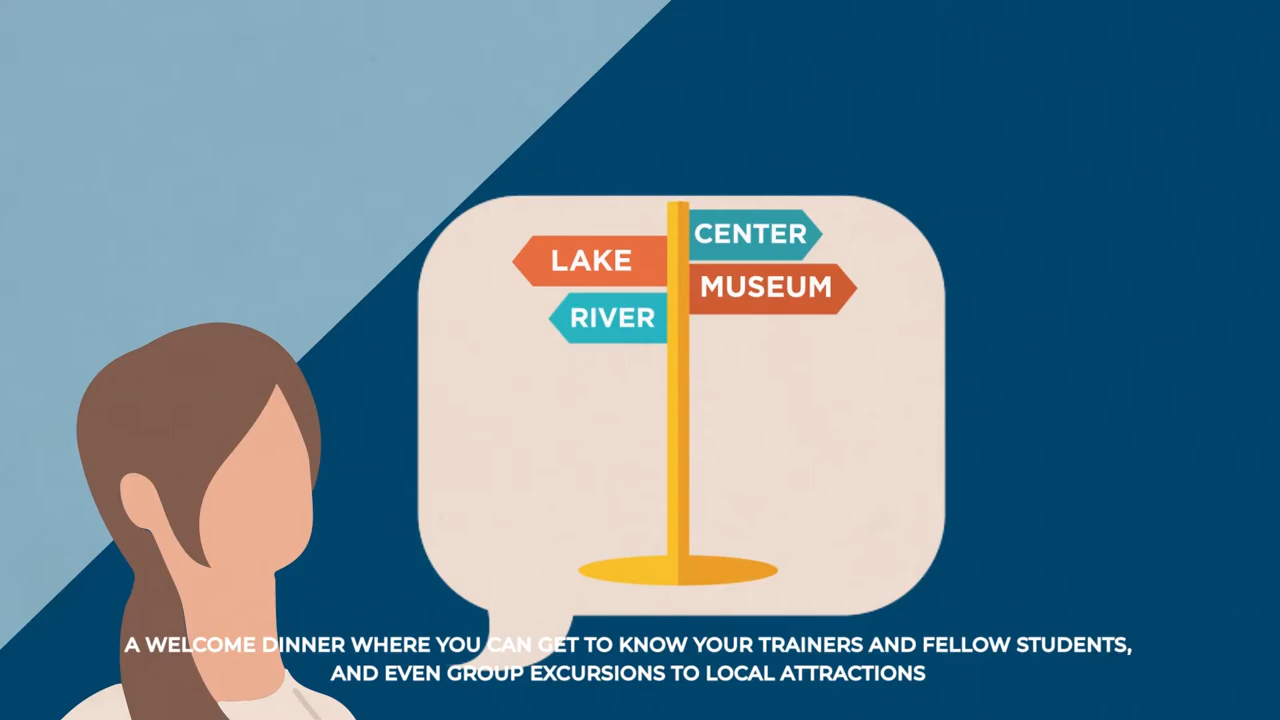 CENTER
LAKE
MUSEUM
RIVER
A WELCOME DINNER WHERE YOU CAN GET TO KNOW YOUR TRAINERS AND FELLOW STUDENTS,
AND EVEN GROUP EXCURSIONS TO LOCAL ATTRACTIONS